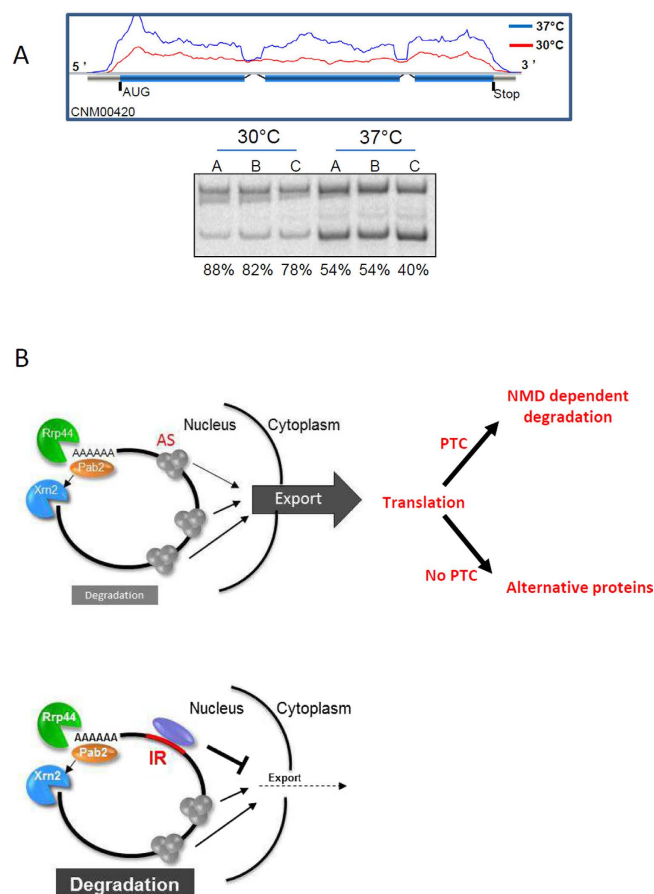 A
37°C
30°C
5 '
3 '
AUG
Stop
CNM00420
30°C 37°C
A B C A B C
88% 82% 78% 54% 54% 40%
B
Rrp44
AAAAAA
Pab2
Xrn2
AS
Nucleus
Cytoplasm
Export
Degradation
Translation
PTC
NMD dependent
degradation
No PTC
Alternative proteins
Rrp44
AAAAAA
Pab2
Xrn2
IR
Nucleus
Cytoplasm
Export
Degradation